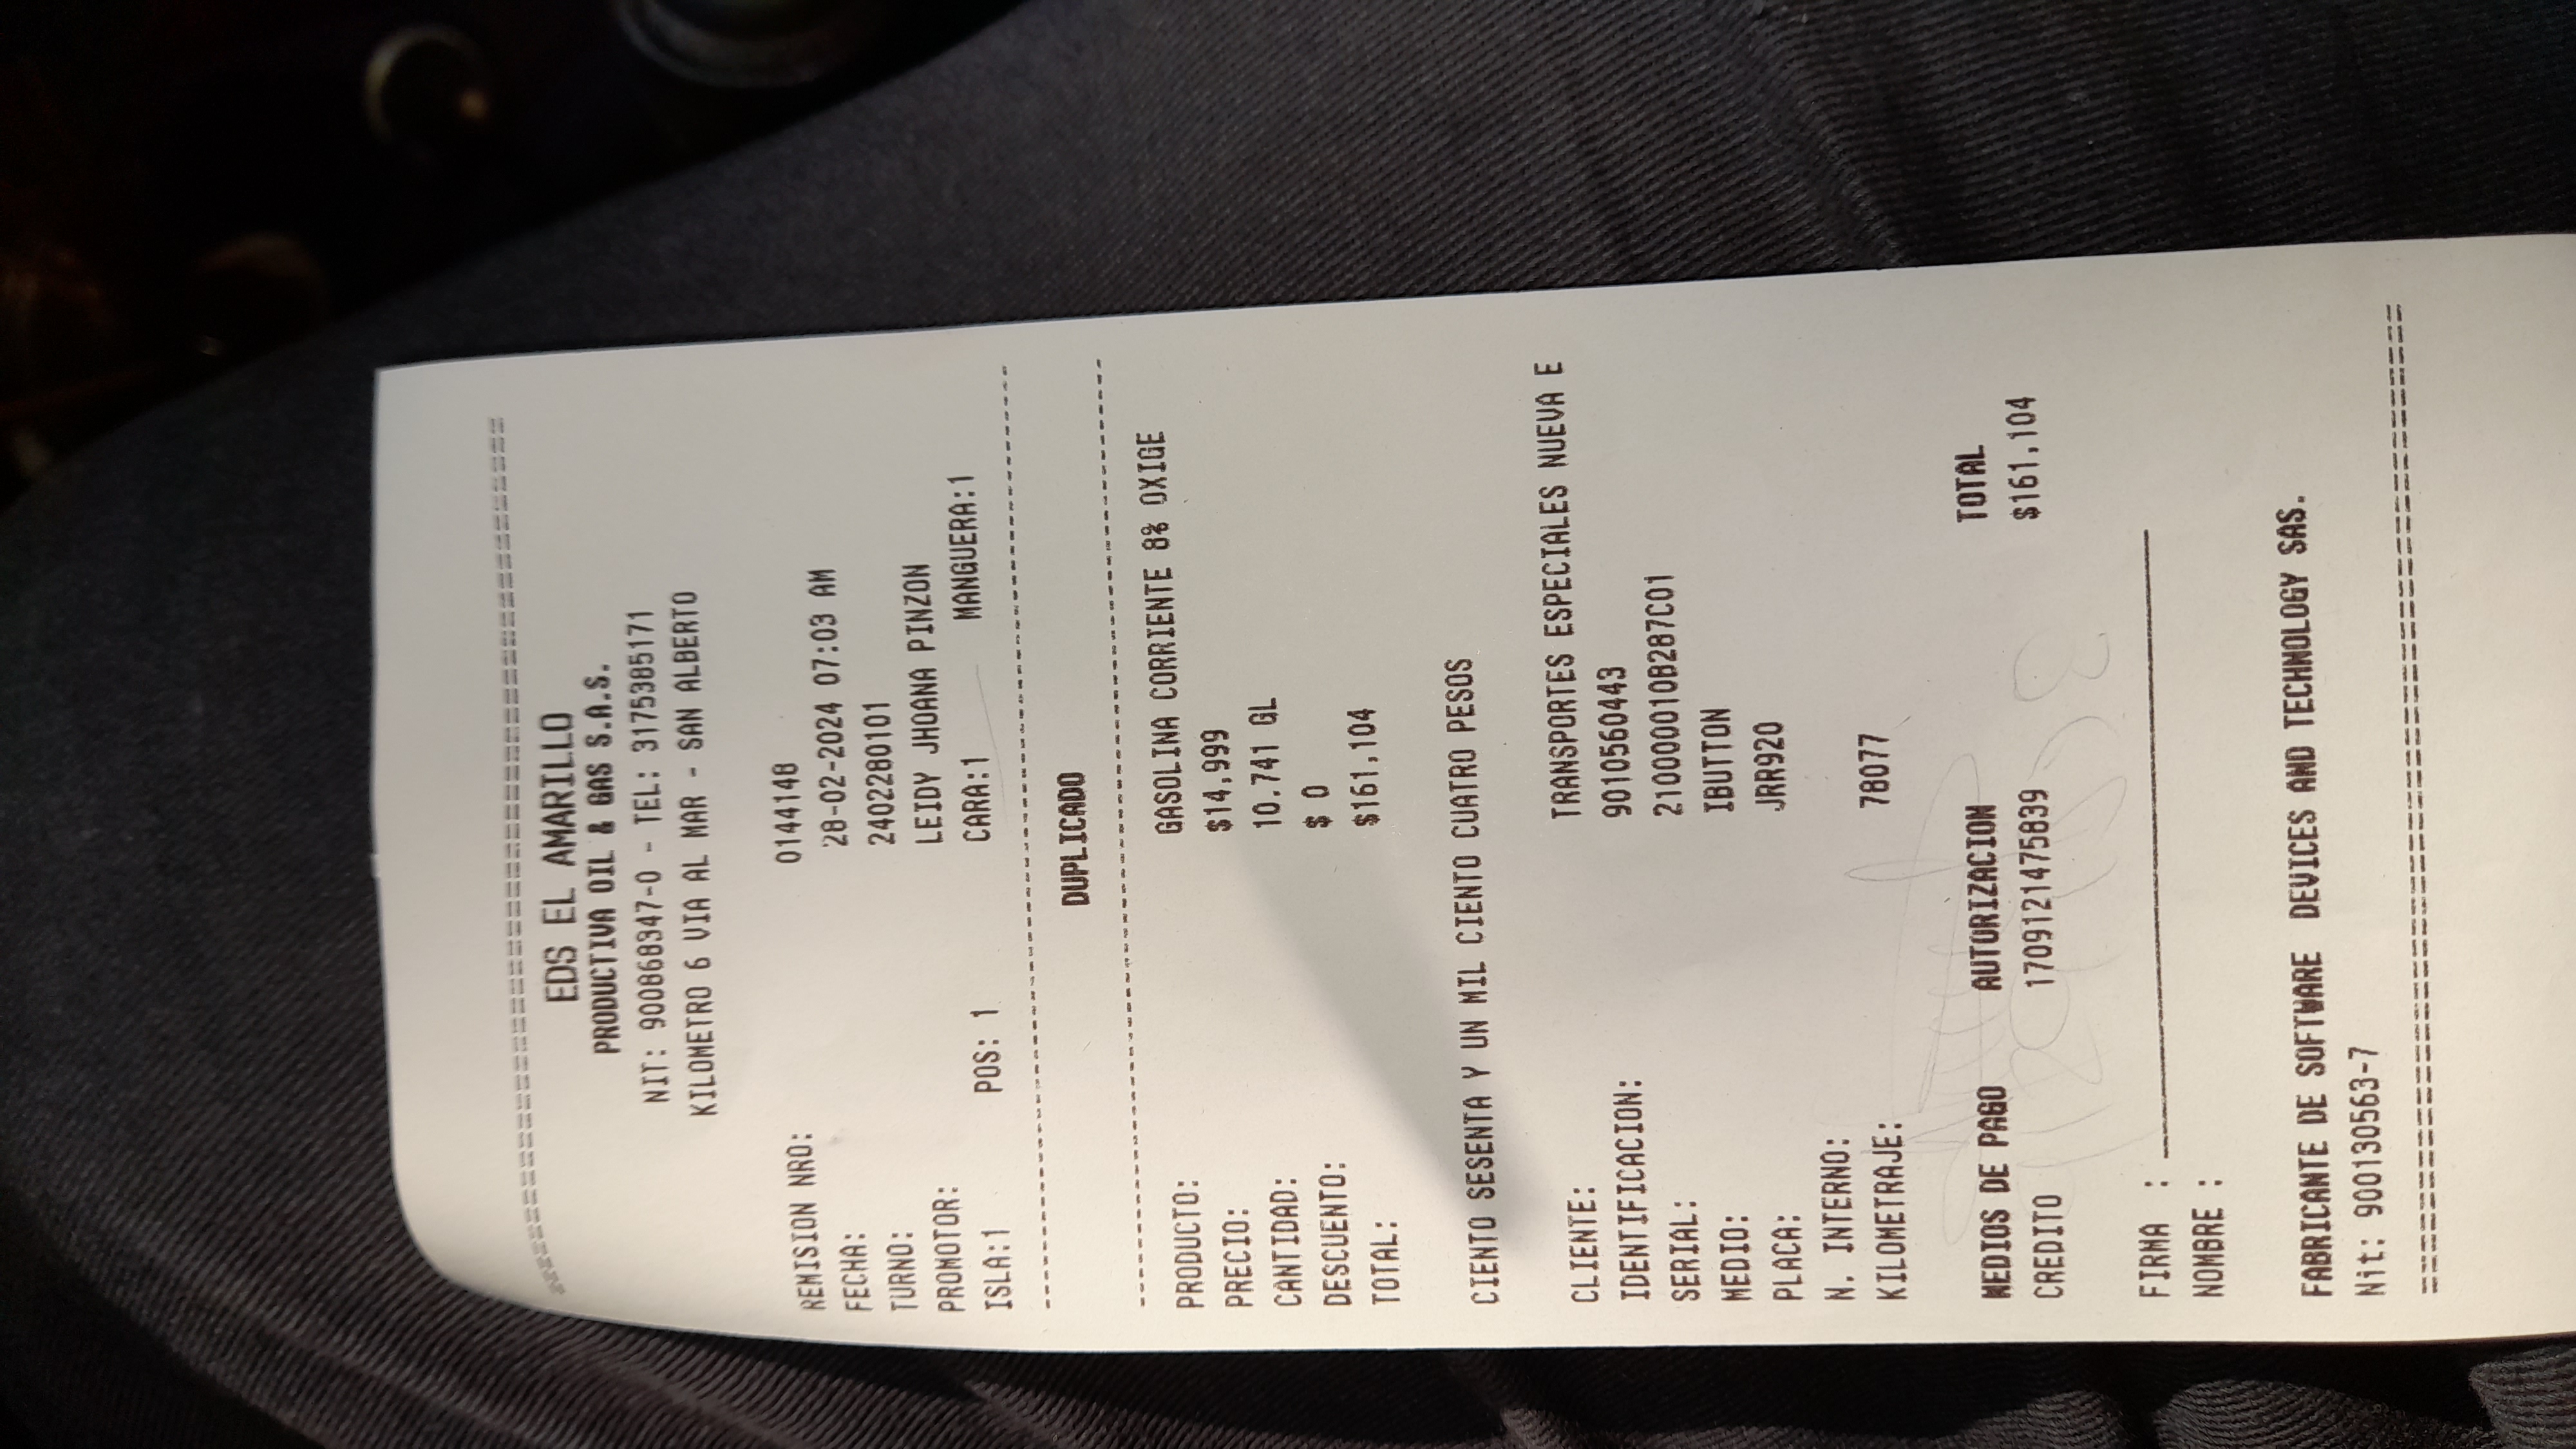 ================================================
EDS EL AMARILLO
PRODUCTIVA OIL & GAS S.A.S.
NIT: 900868347-0 - TEL: 3175385171
KILOMETRO 6 VIA AL MAR - SAN ALBERTO
REMISION NRO: 0144148
FECHA: 28-02-2024 07:03 AM
TURNO: 2402280101
PROMOTOR: LEIDY JHOANA PINZON
ISLA:1 POS: 1 CARA:1 MANGUERA:1
------------------------------------------------
DUPLICADO
------------------------------------------------
PRODUCTO: GASOLINA CORRIENTE 8% OXIGE
PRECIO: $14,999
CANTIDAD: 10.741 GL
DESCUENTO: $ 0
TOTAL: $161,104
CIENTO SESENTA Y UN MIL CIENTO CUATRO PESOS
CLIENTE: TRANSPORTES ESPECIALES NUEVA E
IDENTIFICACION: 9010560443
SERIAL: 210000010B287C01
MEDIO: IBUTTON
PLACA: JRR920
N. INTERNO:
KILOMETRAJE: 78077
MEDIOS DE PAGO AUTORIZACION TOTAL
CREDITO 1709121475839 $161,104
FIRMA :
NOMBRE :
FABRICANTE DE SOFTWARE DEVICES AND TECHNOLOGY SAS.
Nit: 900130563-7
================================================